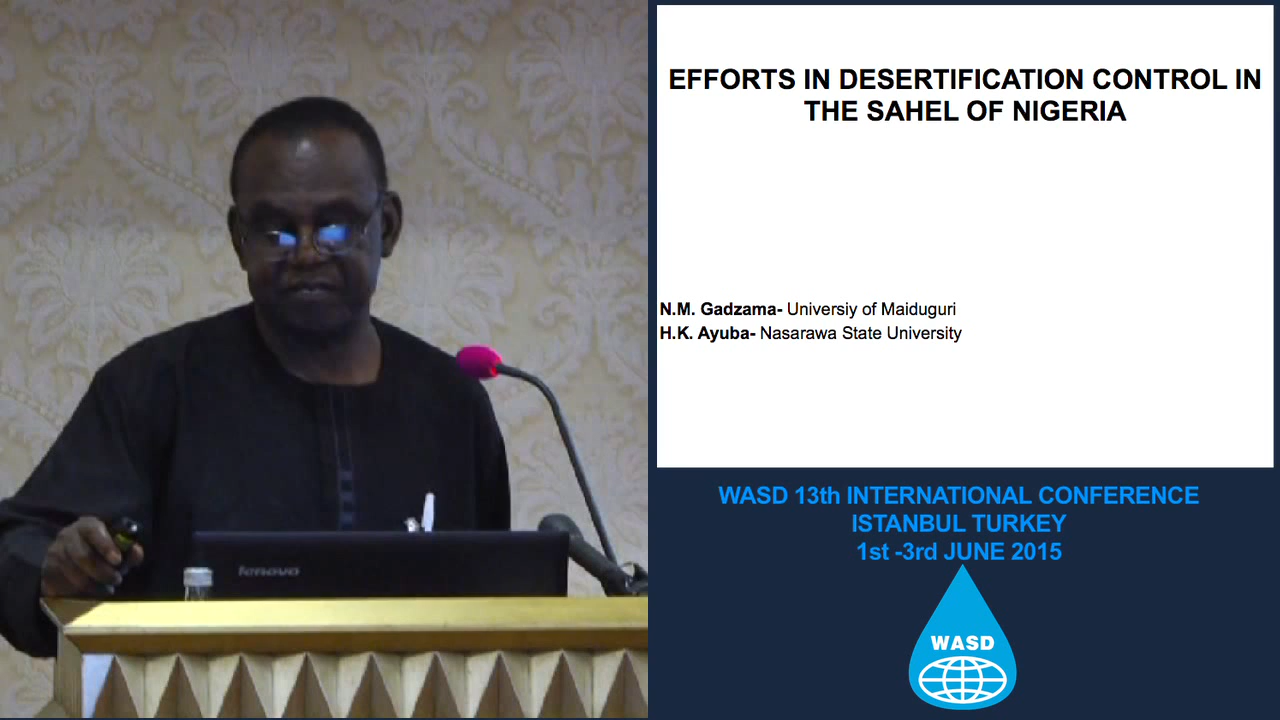 EFFORTS IN DESERTIFICATION CONTROL IN
THE SAHEL OF NIGERIA
N.M. Gadzama- Universiy of Maiduguri
H.K. Ayuba- Nasarawa State University
WASD 13th INTERNATIONAL CONFERENCE
ISTANBUL TURKEY
1st -3rd JUNE 2015
WASD
lenovo